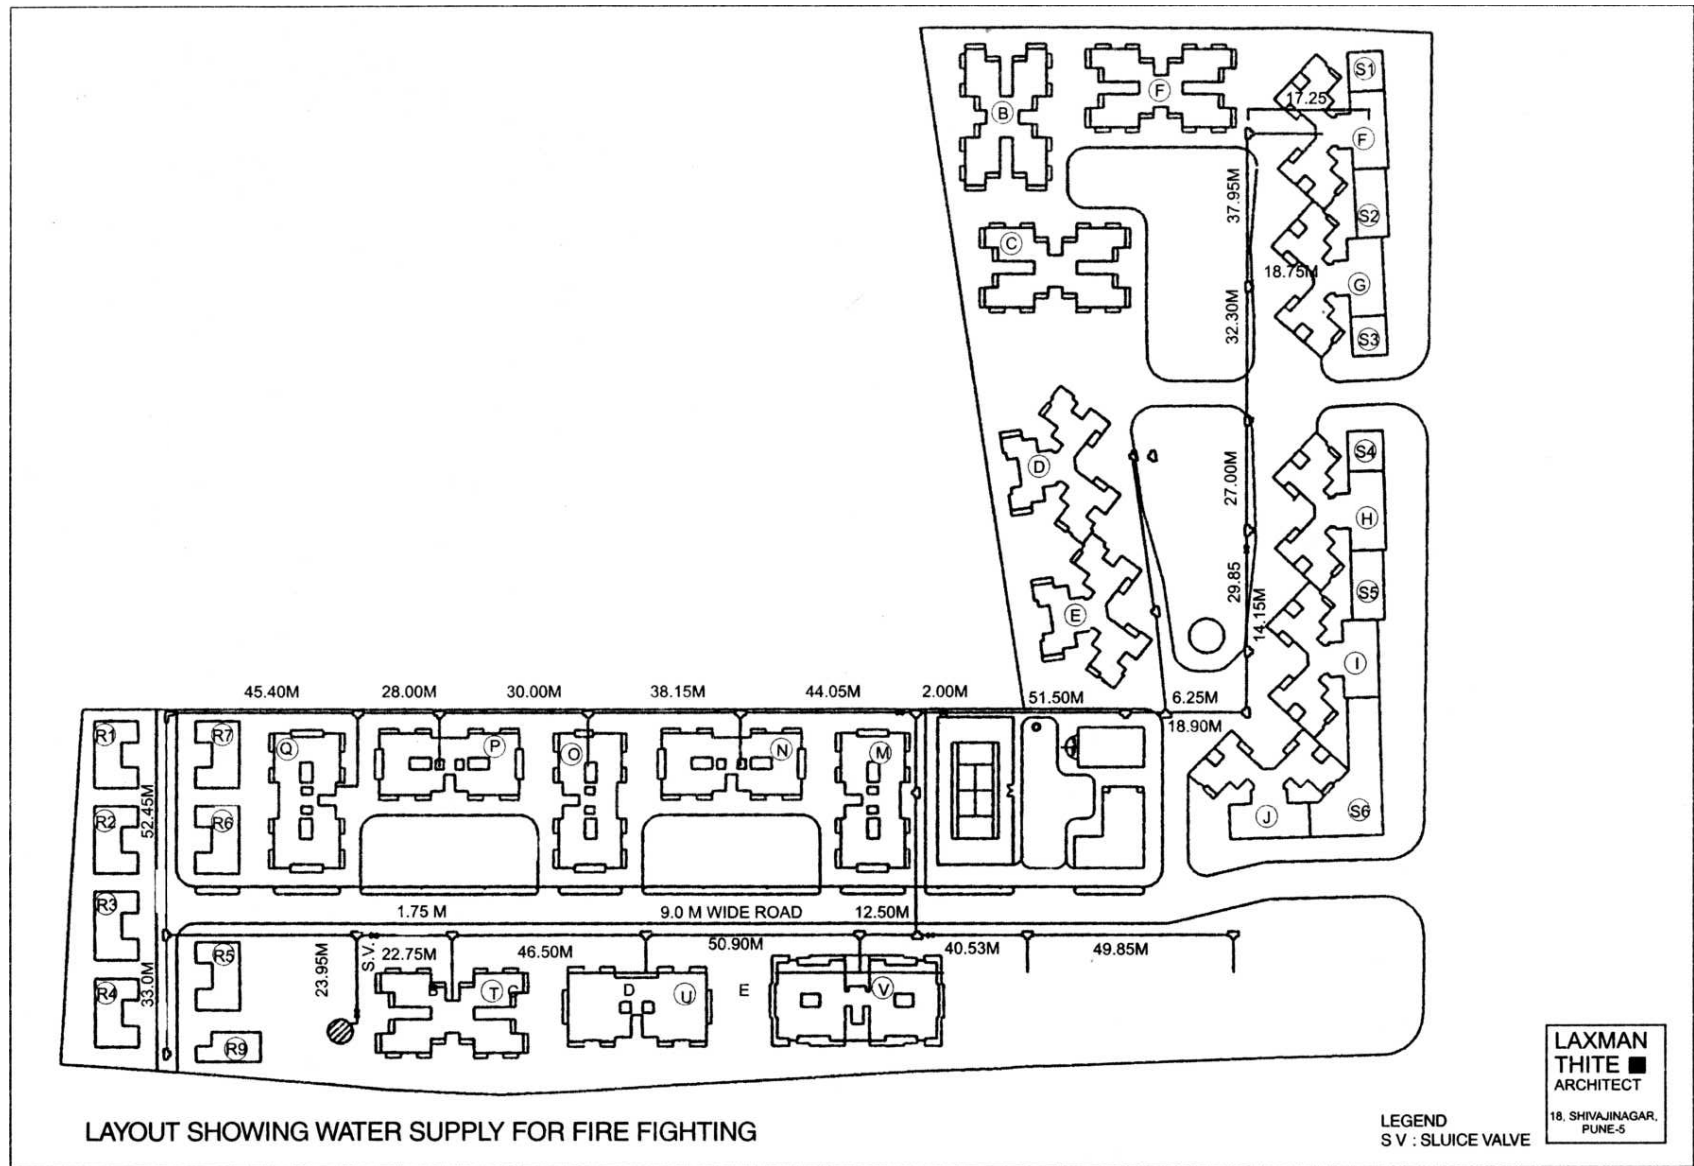 S1
F
B
17.25
F
37.95M
S2
C
18.75M
G
32.30M
S3
S4
D
27.00M
H
29.85
S5
14.15M
E
I
45.40M 28.00M 30.00M 38.15M 44.05M 2.00M 51.50M 6.25M
18.90M
R1 R7 Q P O N M
52.45M
R2 R6 J S6
R3 1.75 M 9.0 M WIDE ROAD 12.50M
S.V. 22.75M 46.50M 50.90M 40.53M 49.85M
R5
23.95M
33.0M
R4 T C D U E V
R9
LAXMAN
THITE
ARCHITECT
18, SHIVAJINAGAR,
PUNE-5
LAYOUT SHOWING WATER SUPPLY FOR FIRE FIGHTING
LEGEND
S V : SLUICE VALVE